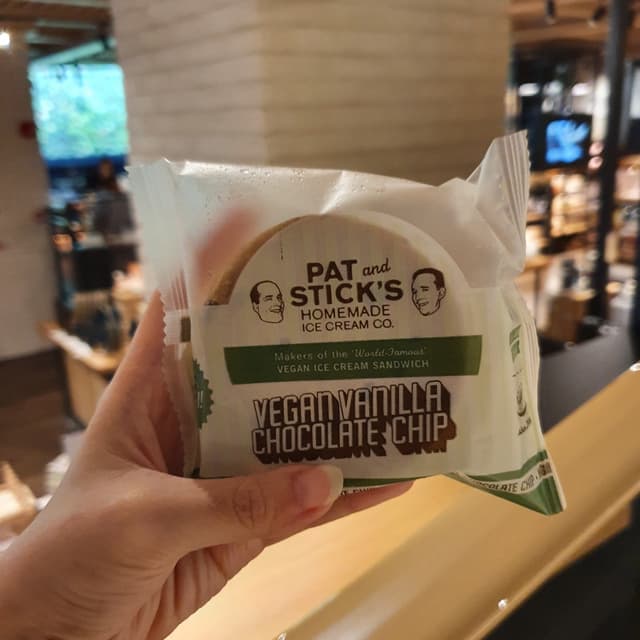 PAT and
STICK'S
HOMEMADE
ICE CREAM CO.
Makers of the 'World-Famous'
VEGAN ICE CREAM SANDWICH
VEGAN VANILLA
CHOCOLATE CHIP